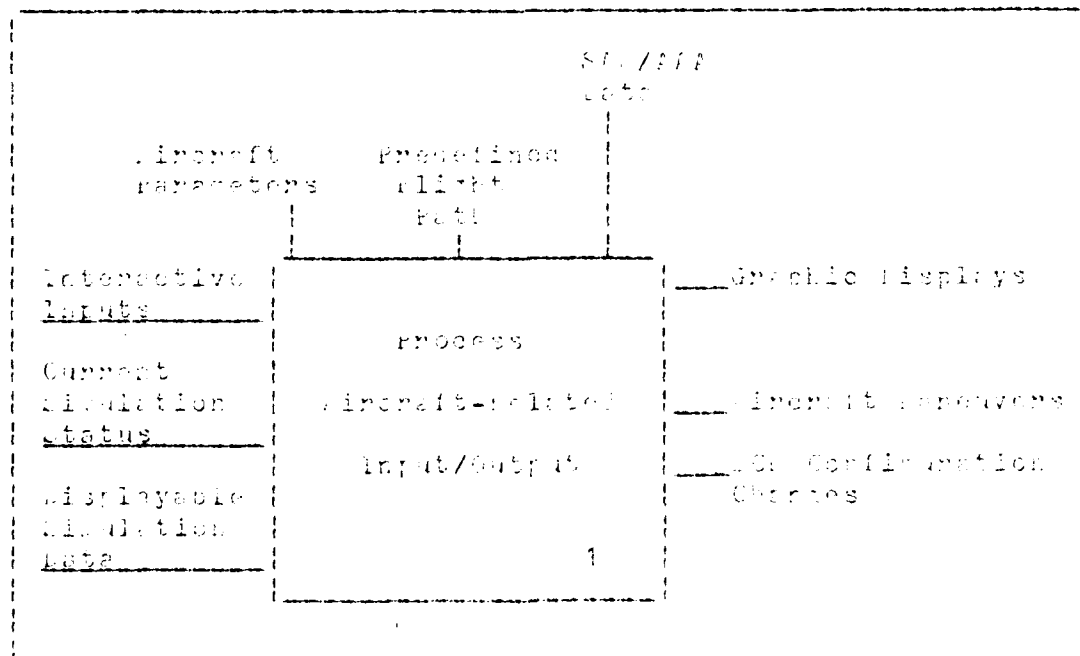 Data
Aircraft
Parameters
Predefined
Flight
Path
Interactive
Inputs
Graphic Displays
Process
Current
Simulation
Status
Aircraft-Related
Aircraft Maneuvers
Input/Output
Configuration
Changes
Displayable
Simulation
Data
1